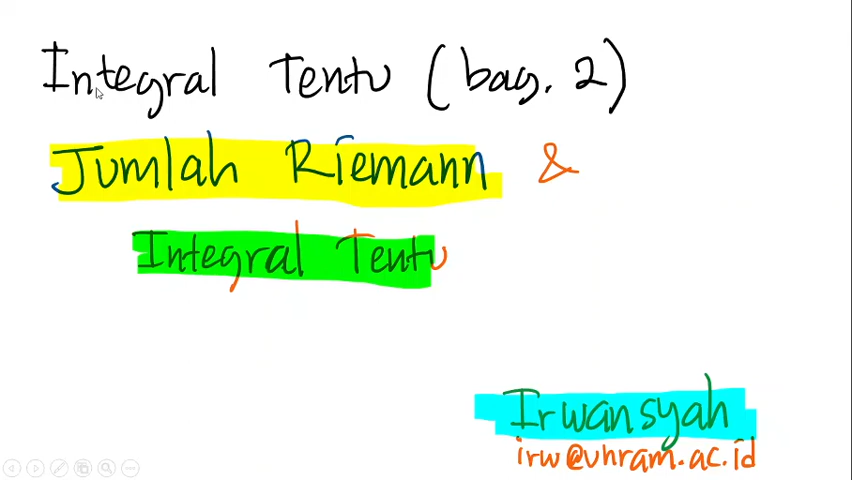 Integral Tentu (bag. 2)
Jumlah Riemann &
Integral Tentu
Irwansyah
irw@unram.ac.id